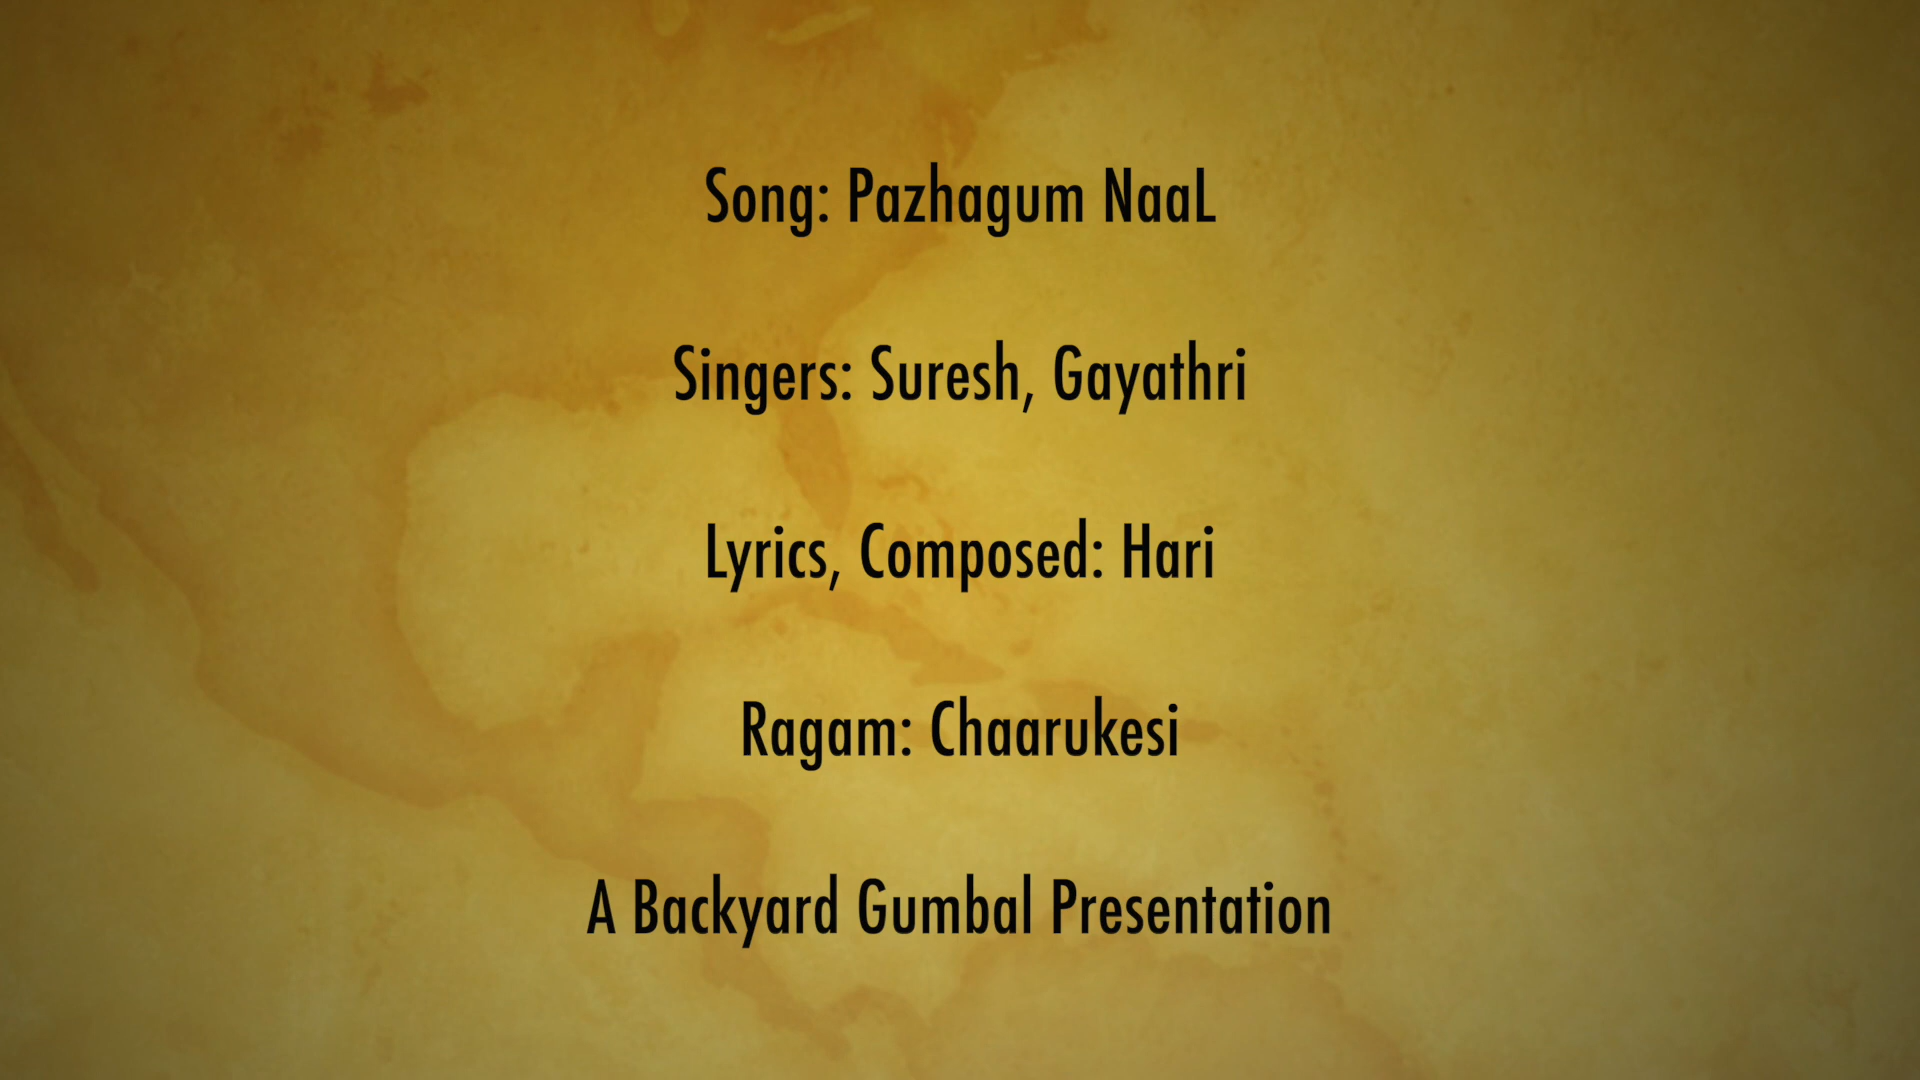 Song: Pazhagum NaaL
Singers: Suresh, Gayathri
Lyrics, Composed: Hari
Ragam: Chaarukesi
A Backyard Gumbal Presentation